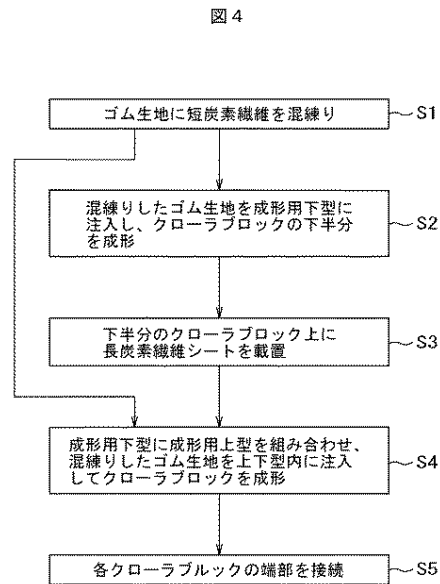 図4
ゴム生地に短炭素繊維を混練り
S1
混練りしたゴム生地を成形用下型に
注入し、クローラブロックの下半分
を成形
S2
下半分のクローラブロック上に
長炭素繊維シートを載置
S3
成形用下型に成形用上型を組み合わせ、
混練りしたゴム生地を上下型内に注入
してクローラブロックを成形
S4
各クローラブルックの端部を接続
S5